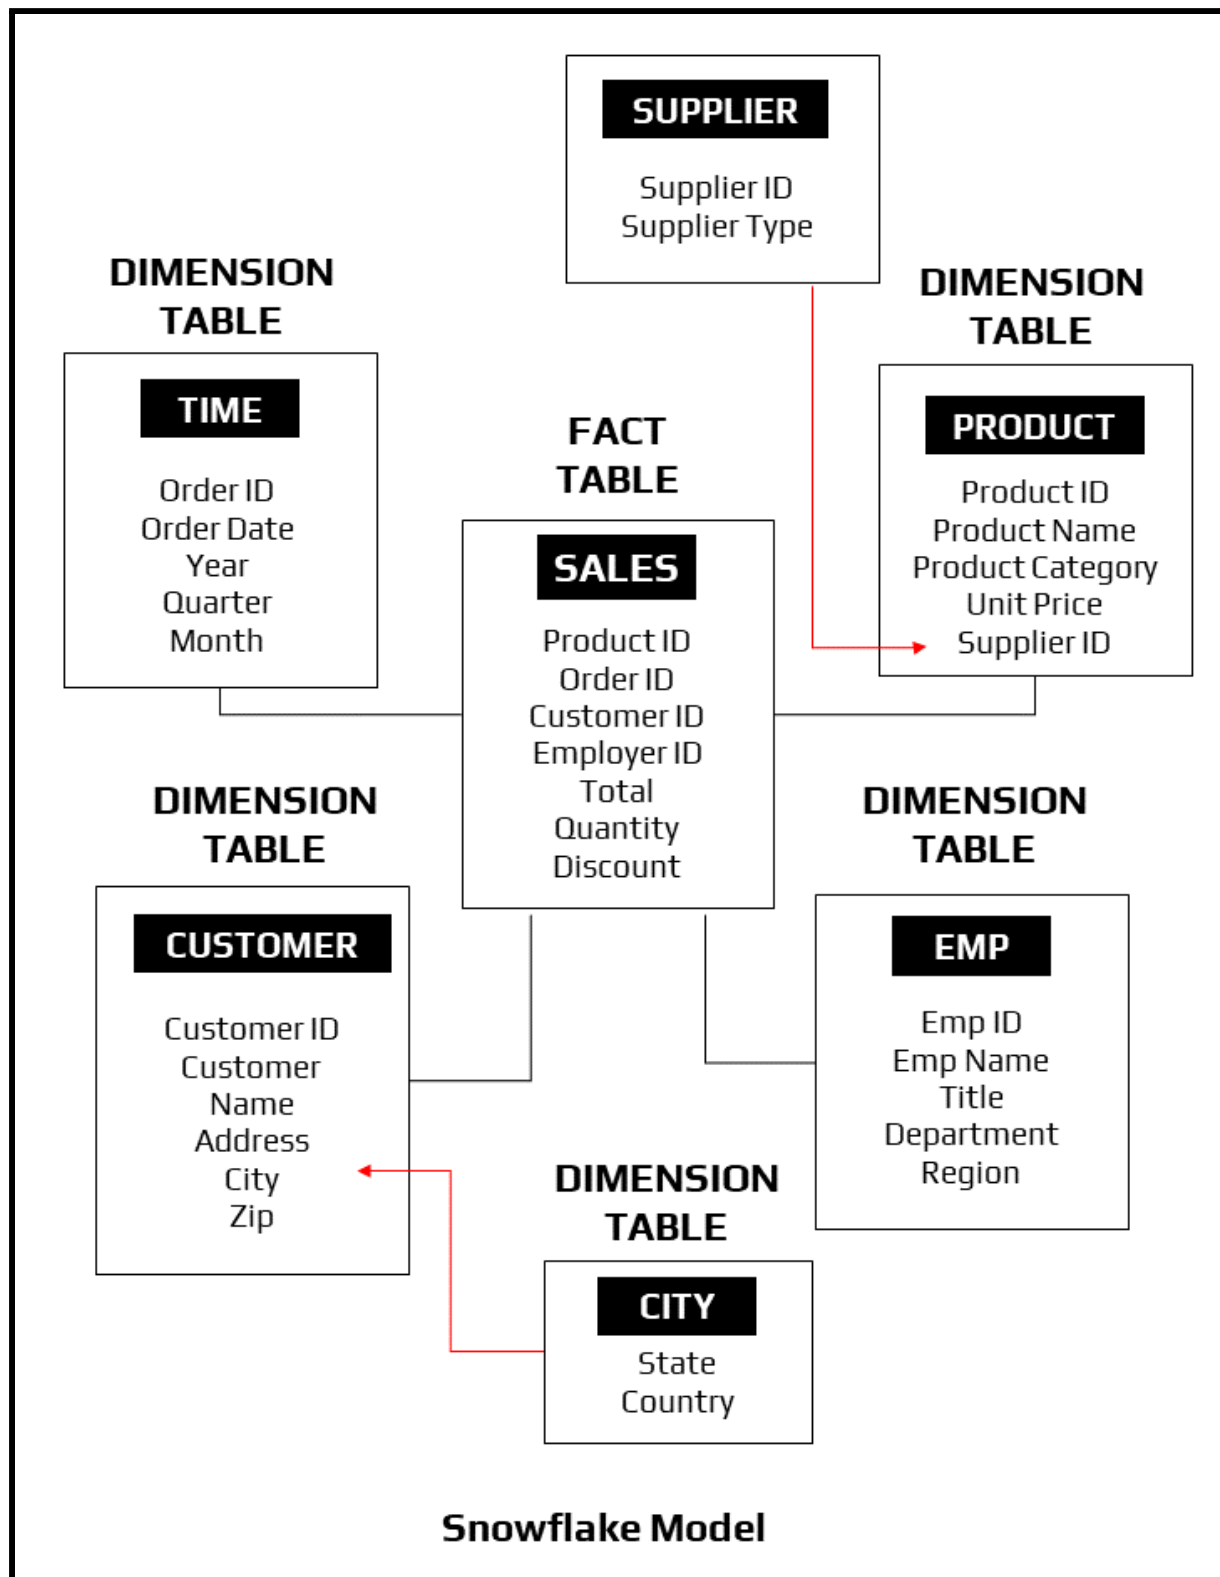 SUPPLIER
Supplier ID
Supplier Type
DIMENSION
TABLE
TIME
Order ID
Order Date
Year
Quarter
Month
FACT
TABLE
SALES
Product ID
Order ID
Customer ID
Employer ID
Total
Quantity
Discount
DIMENSION
TABLE
PRODUCT
Product ID
Product Name
Product Category
Unit Price
Supplier ID
DIMENSION
TABLE
CUSTOMER
Customer ID
Customer
Name
Address
City
Zip
DIMENSION
TABLE
EMP
Emp ID
Emp Name
Title
Department
Region
DIMENSION
TABLE
CITY
State
Country
Snowflake Model